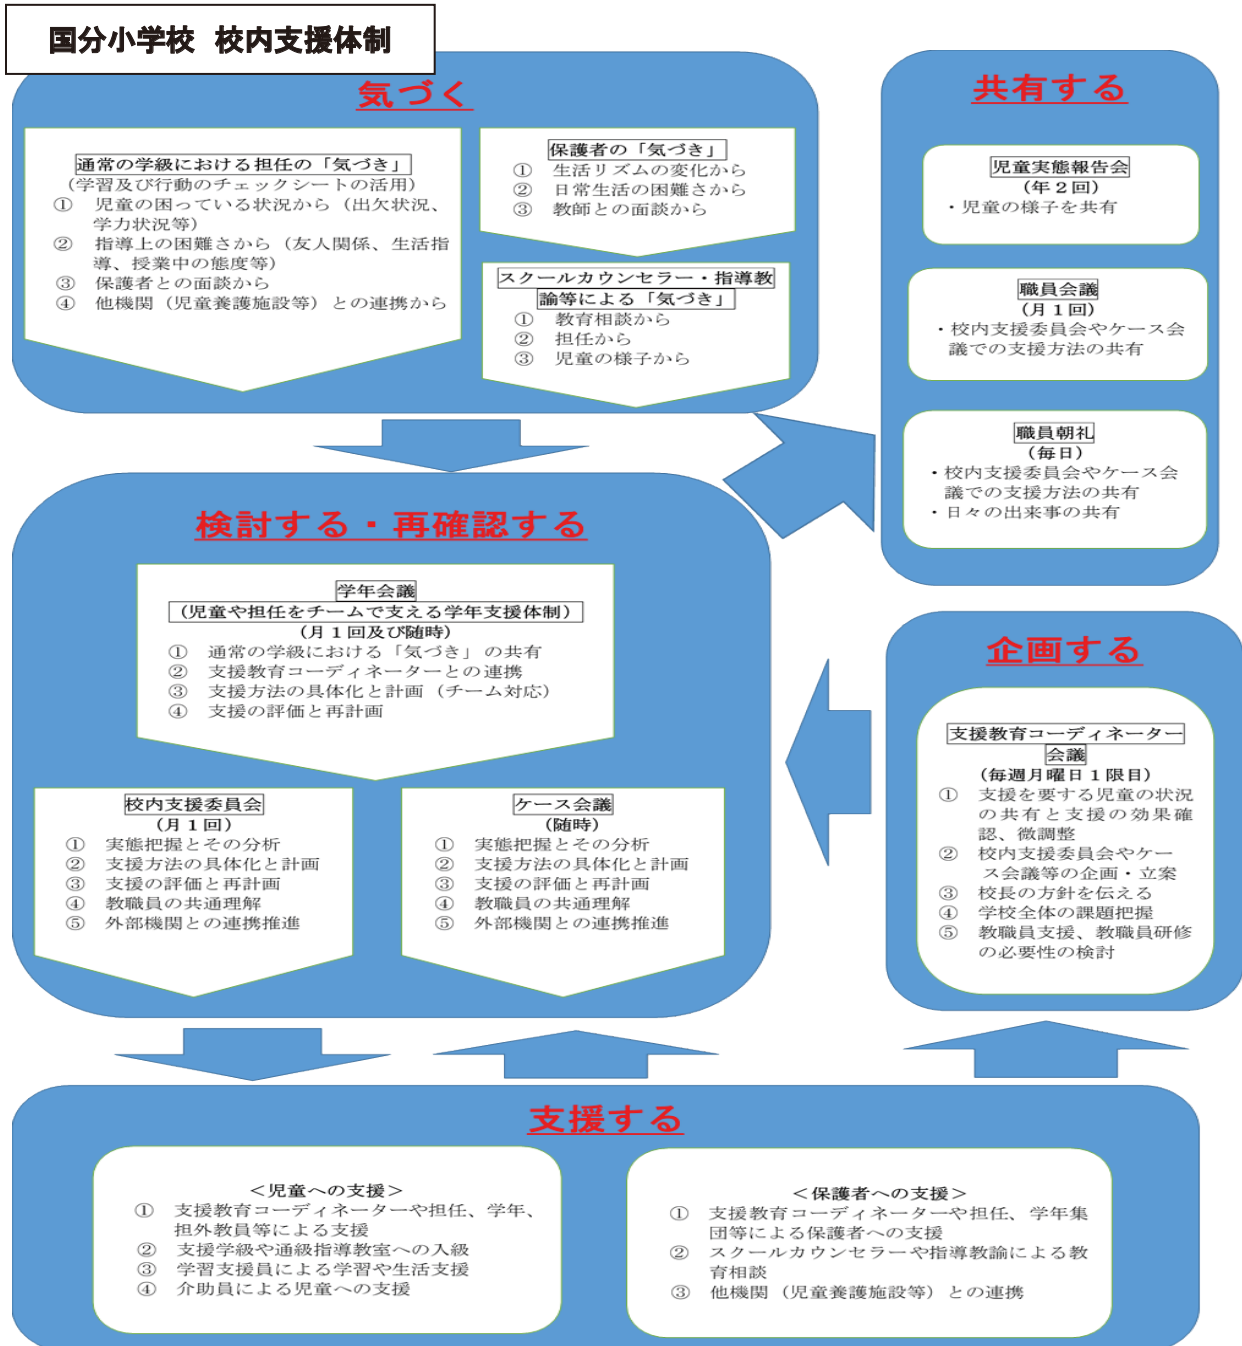 国分小学校 校内支援体制
気づく
通常の学級における担任の「気づき」
（学習及び行動のチェックシートの活用）
① 児童の困っている状況から（出欠状況、
学力状況等）
② 指導上の困難さから（友人関係、生活指
導、授業中の態度等）
③ 保護者との面談から
④ 他機関（児童養護施設等）との連携から
保護者の「気づき」
① 生活リズムの変化から
② 日常生活の困難さから
③ 教師との面談から
スクールカウンセラー・指導教
諭等による「気づき」
① 教育相談から
② 担任から
③ 児童の様子から
共有する
児童実態報告会
（年２回）
・児童の様子を共有
職員会議
（月１回）
・校内支援委員会やケース会
議での支援方法の共有
職員朝礼
（毎日）
・校内支援委員会やケース会
議での支援方法の共有
・日々の出来事の共有
検討する・再確認する
学年会議
（児童や担任をチームで支える学年支援体制）
（月１回及び随時）
① 通常の学級における「気づき」の共有
② 支援教育コーディネーターとの連携
③ 支援方法の具体化と計画（チーム対応）
④ 支援の評価と再計画
校内支援委員会
（月１回）
① 実態把握とその分析
② 支援方法の具体化と計画
③ 支援の評価と再計画
④ 教職員の共通理解
⑤ 外部機関との連携推進
ケース会議
（随時）
① 実態把握とその分析
② 支援方法の具体化と計画
③ 支援の評価と再計画
④ 教職員の共通理解
⑤ 外部機関との連携推進
企画する
支援教育コーディネーター
会議
（毎週月曜日１限目）
① 支援を要する児童の状況
の共有と支援の効果確
認、微調整
② 校内支援委員会やケー
ス会議等の企画・立案
③ 校長の方針を伝える
④ 学校全体の課題把握
⑤ 教職員支援、教職員研修
の必要性の検討
支援する
＜児童への支援＞
① 支援教育コーディネーターや担任、学年、
担外教員等による支援
② 支援学級や通級指導教室への入級
③ 学習支援員による学習や生活支援
④ 介助員による児童への支援
＜保護者への支援＞
① 支援教育コーディネーターや担任、学年集
団等による保護者への支援
② スクールカウンセラーや指導教諭による教
育相談
③ 他機関（児童養護施設等）との連携